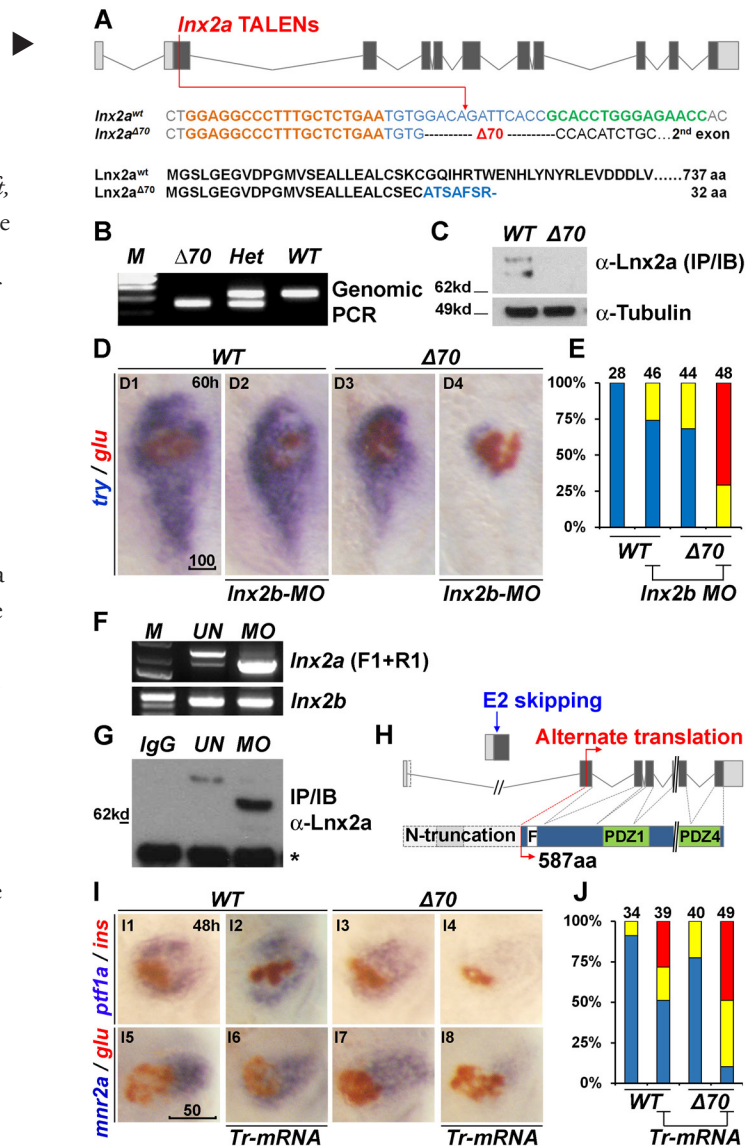 A
lnx2a TALENs
lnx2a^wt CTGGAGGCCCTTTGCTCTGAATGTGGACAGATTCACCGCACCTGGGAGAACCAC
lnx2a^Δ70 CTGGAGGCCCTTTGCTCTGAATGTG---------- Δ70 ----------CCACATCTGC... 2nd exon
Lnx2a^wt MGSLGEGVDPGMVSEALLEALCSKCGQIHRTWENHLYNYRLEVDDDLV......737 aa
Lnx2a^Δ70 MGSLGEGVDPGMVSEALLEALCSECATSAFSR- 32 aa
ft,
e
B
M Δ70 Het WT
Genomic PCR
C
WT Δ70
α-Lnx2a (IP/IB)
62kd
49kd
α-Tubulin
D
WT Δ70
D1 60h D2 D3 D4
try / glu
100
lnx2b-MO lnx2b-MO
E
28 46 44 48
100%
75%
50%
25%
0%
WT Δ70
lnx2b MO
a
e
F
M UN MO
lnx2a (F1+R1)
lnx2b
G
IgG UN MO
62kd
IP/IB
α-Lnx2a
*
H
E2 skipping
Alternate translation
N-truncation F PDZ1 PDZ4
587aa
e
I
WT Δ70
I1 48h I2 I3 I4
ptf1a / ins
I5 I6 I7 I8
mnr2a / glu
50
Tr-mRNA Tr-mRNA
J
34 39 40 49
100%
75%
50%
25%
0%
WT Δ70
Tr-mRNA